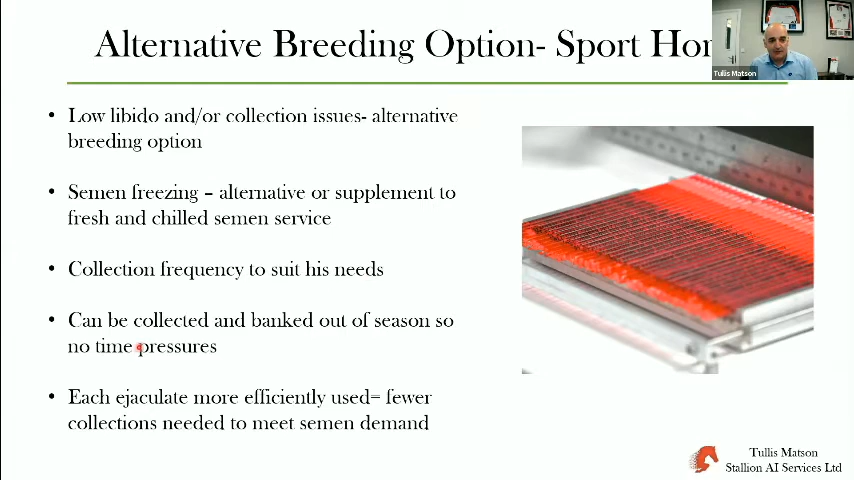 Alternative Breeding Option- Sport Hor
Tullis Matson
• Low libido and/or collection issues- alternative
breeding option
• Semen freezing – alternative or supplement to
fresh and chilled semen service
• Collection frequency to suit his needs
• Can be collected and banked out of season so
no time pressures
• Each ejaculate more efficiently used= fewer
collections needed to meet semen demand
Tullis Matson
Stallion AI Services Ltd